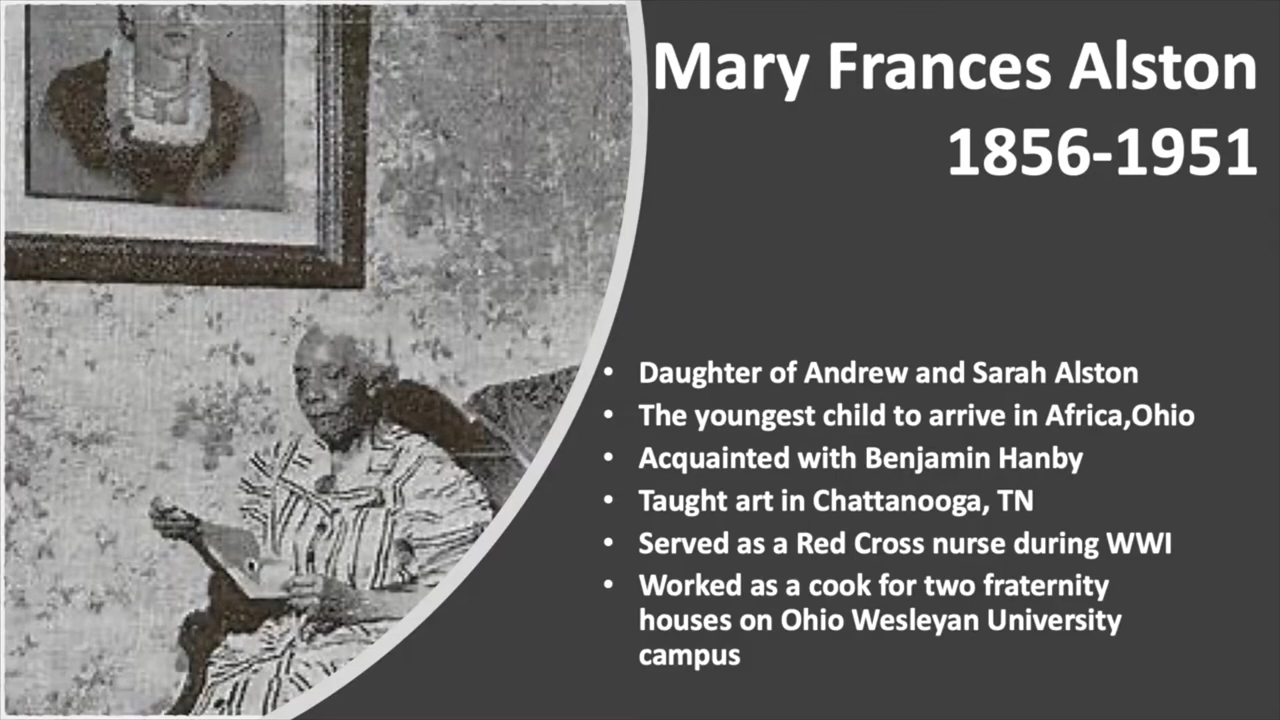 Mary Frances Alston
1856-1951
• Daughter of Andrew and Sarah Alston
• The youngest child to arrive in Africa,Ohio
• Acquainted with Benjamin Hanby
• Taught art in Chattanooga, TN
• Served as a Red Cross nurse during WWI
• Worked as a cook for two fraternity
houses on Ohio Wesleyan University
campus